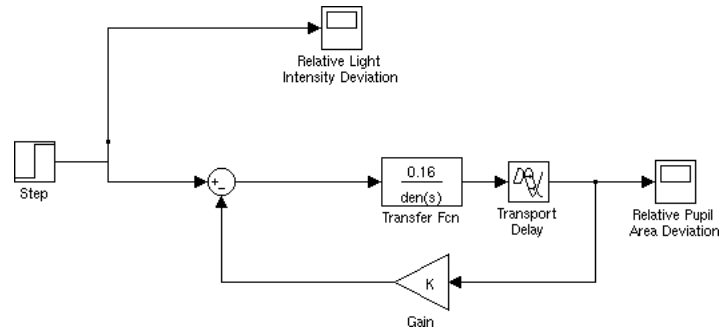 Relative Light
Intensity Deviation
Step
+
-
0.16
den(s)
Transfer Fcn
Transport
Delay
Relative Pupil
Area Deviation
K
Gain